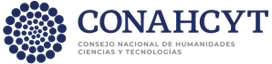 CONAHCYT
CONSEJO NACIONAL DE HUMANIDADES
CIENCIAS Y TECNOLOGÍAS